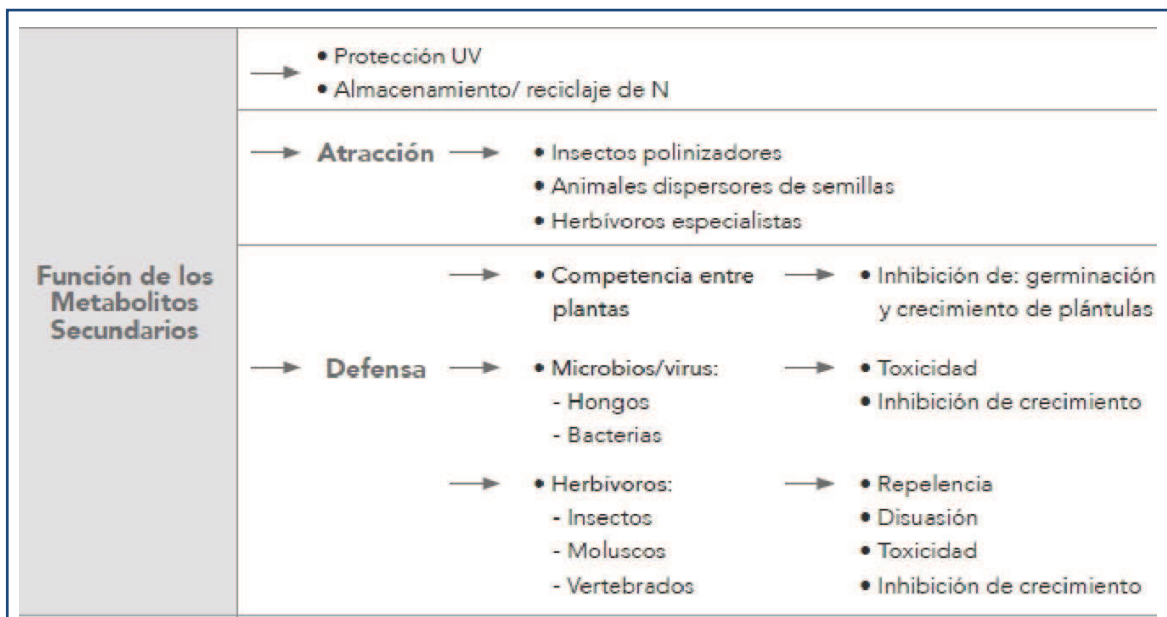 • Protección UV
• Almacenamiento/ reciclaje de N
Atracción
• Insectos polinizadores
• Animales dispersores de semillas
• Herbívoros especialistas
Función de los
Metabolitos
Secundarios
Defensa
• Competencia entre
plantas
• Inhibición de: germinación
y crecimiento de plántulas
• Microbios/virus:
- Hongos
- Bacterias
• Toxicidad
• Inhibición de crecimiento
• Herbívoros:
- Insectos
- Moluscos
- Vertebrados
• Repelencia
• Disuasión
• Toxicidad
• Inhibición de crecimiento